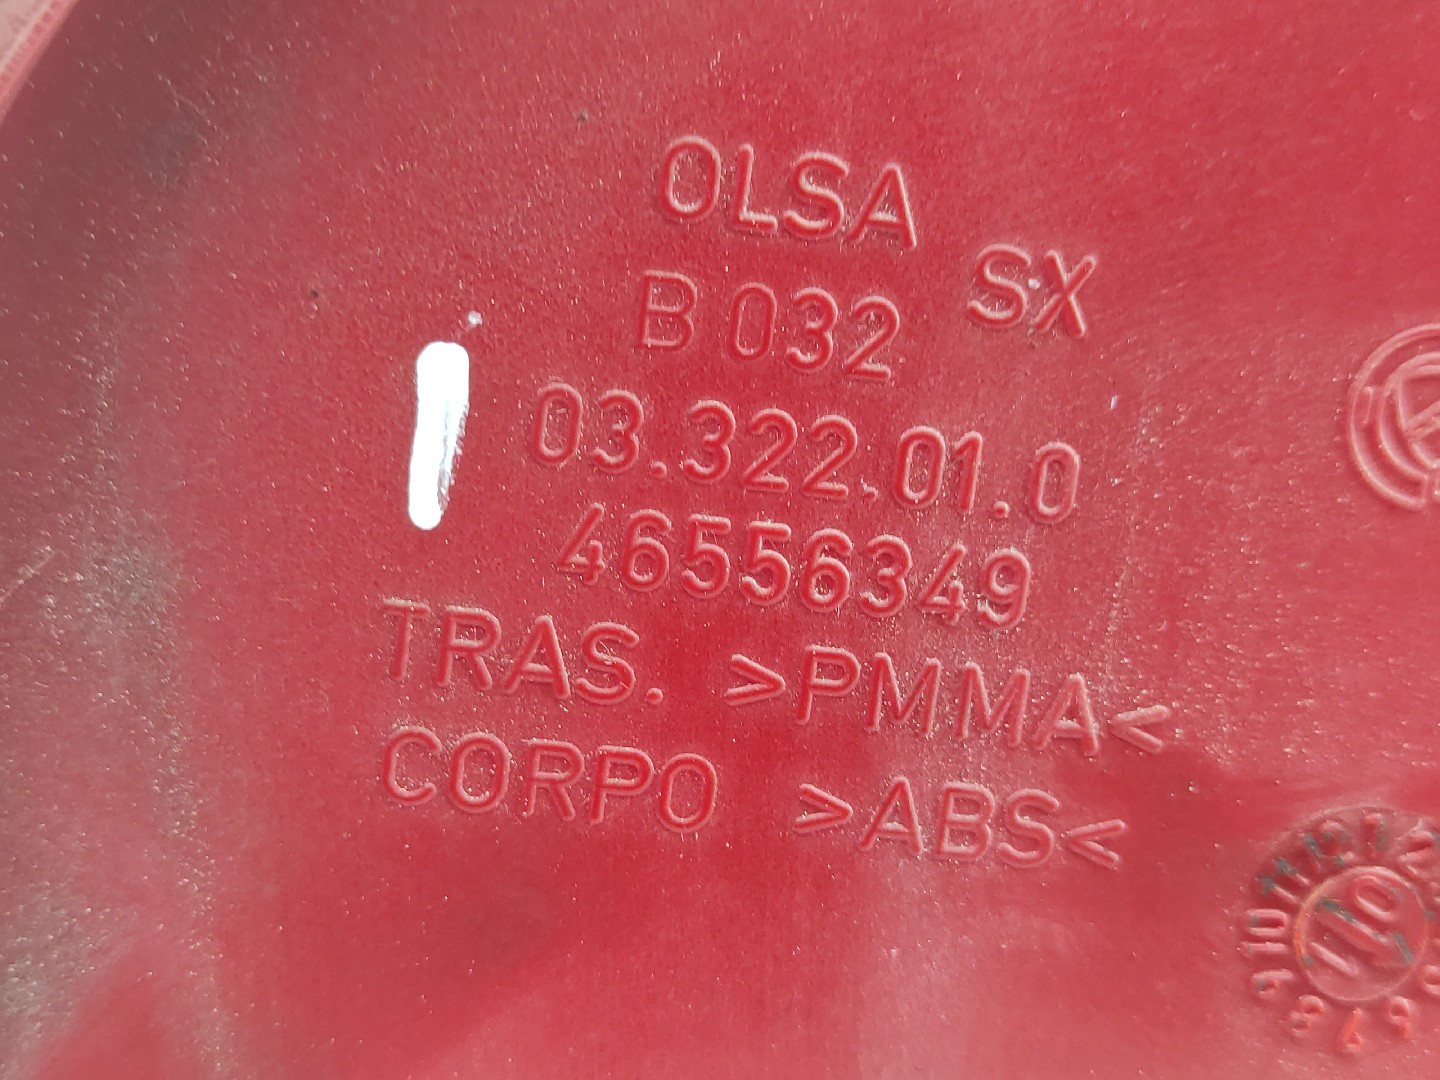 OLSA
SX
B 032
03.322.01.0
46556349
TRAS. >PMMA<
CORPO >ABS<